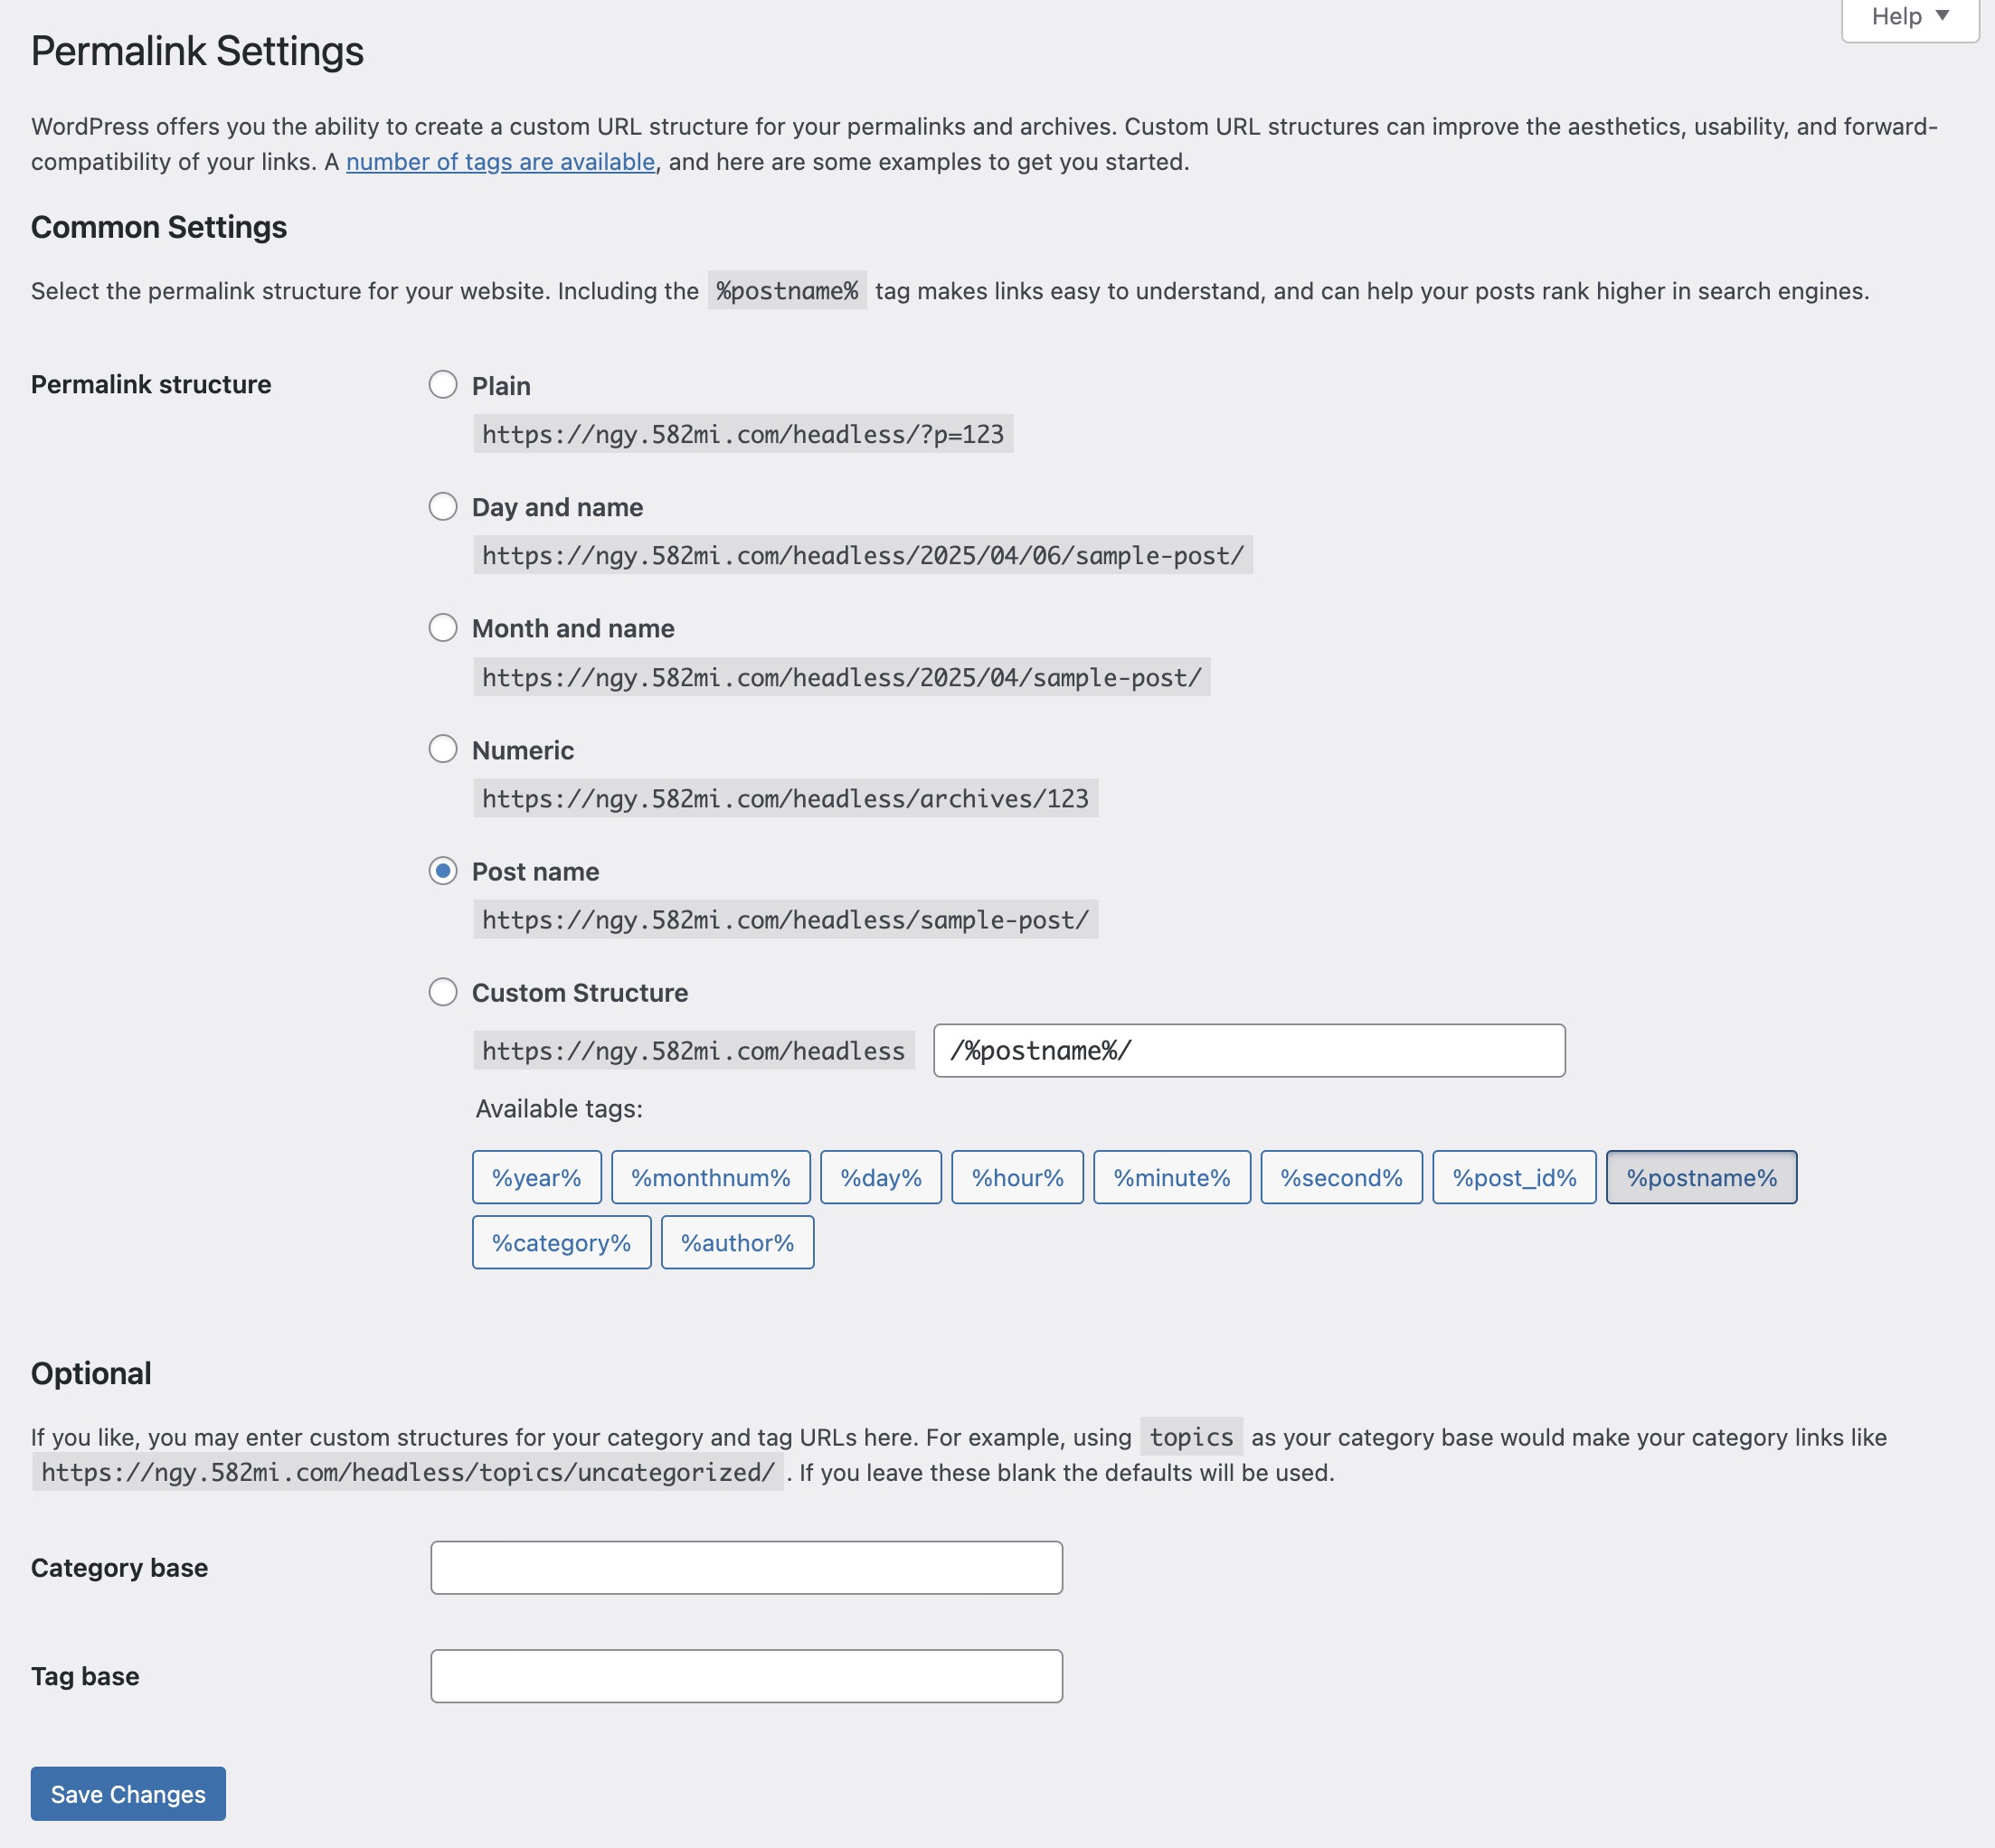 Help ▼
Permalink Settings
WordPress offers you the ability to create a custom URL structure for your permalinks and archives. Custom URL structures can improve the aesthetics, usability, and forward-
compatibility of your links. A number of tags are available, and here are some examples to get you started.
Common Settings
Select the permalink structure for your website. Including the %postname% tag makes links easy to understand, and can help your posts rank higher in search engines.
Permalink structure
Plain
https://ngy.582mi.com/headless/?p=123
Day and name
https://ngy.582mi.com/headless/2025/04/06/sample-post/
Month and name
https://ngy.582mi.com/headless/2025/04/sample-post/
Numeric
https://ngy.582mi.com/headless/archives/123
Post name
https://ngy.582mi.com/headless/sample-post/
Custom Structure
https://ngy.582mi.com/headless /%postname%/
Available tags:
%year% %monthnum% %day% %hour% %minute% %second% %post_id% %postname%
%category% %author%
Optional
If you like, you may enter custom structures for your category and tag URLs here. For example, using topics as your category base would make your category links like
https://ngy.582mi.com/headless/topics/uncategorized/ . If you leave these blank the defaults will be used.
Category base
Tag base
Save Changes